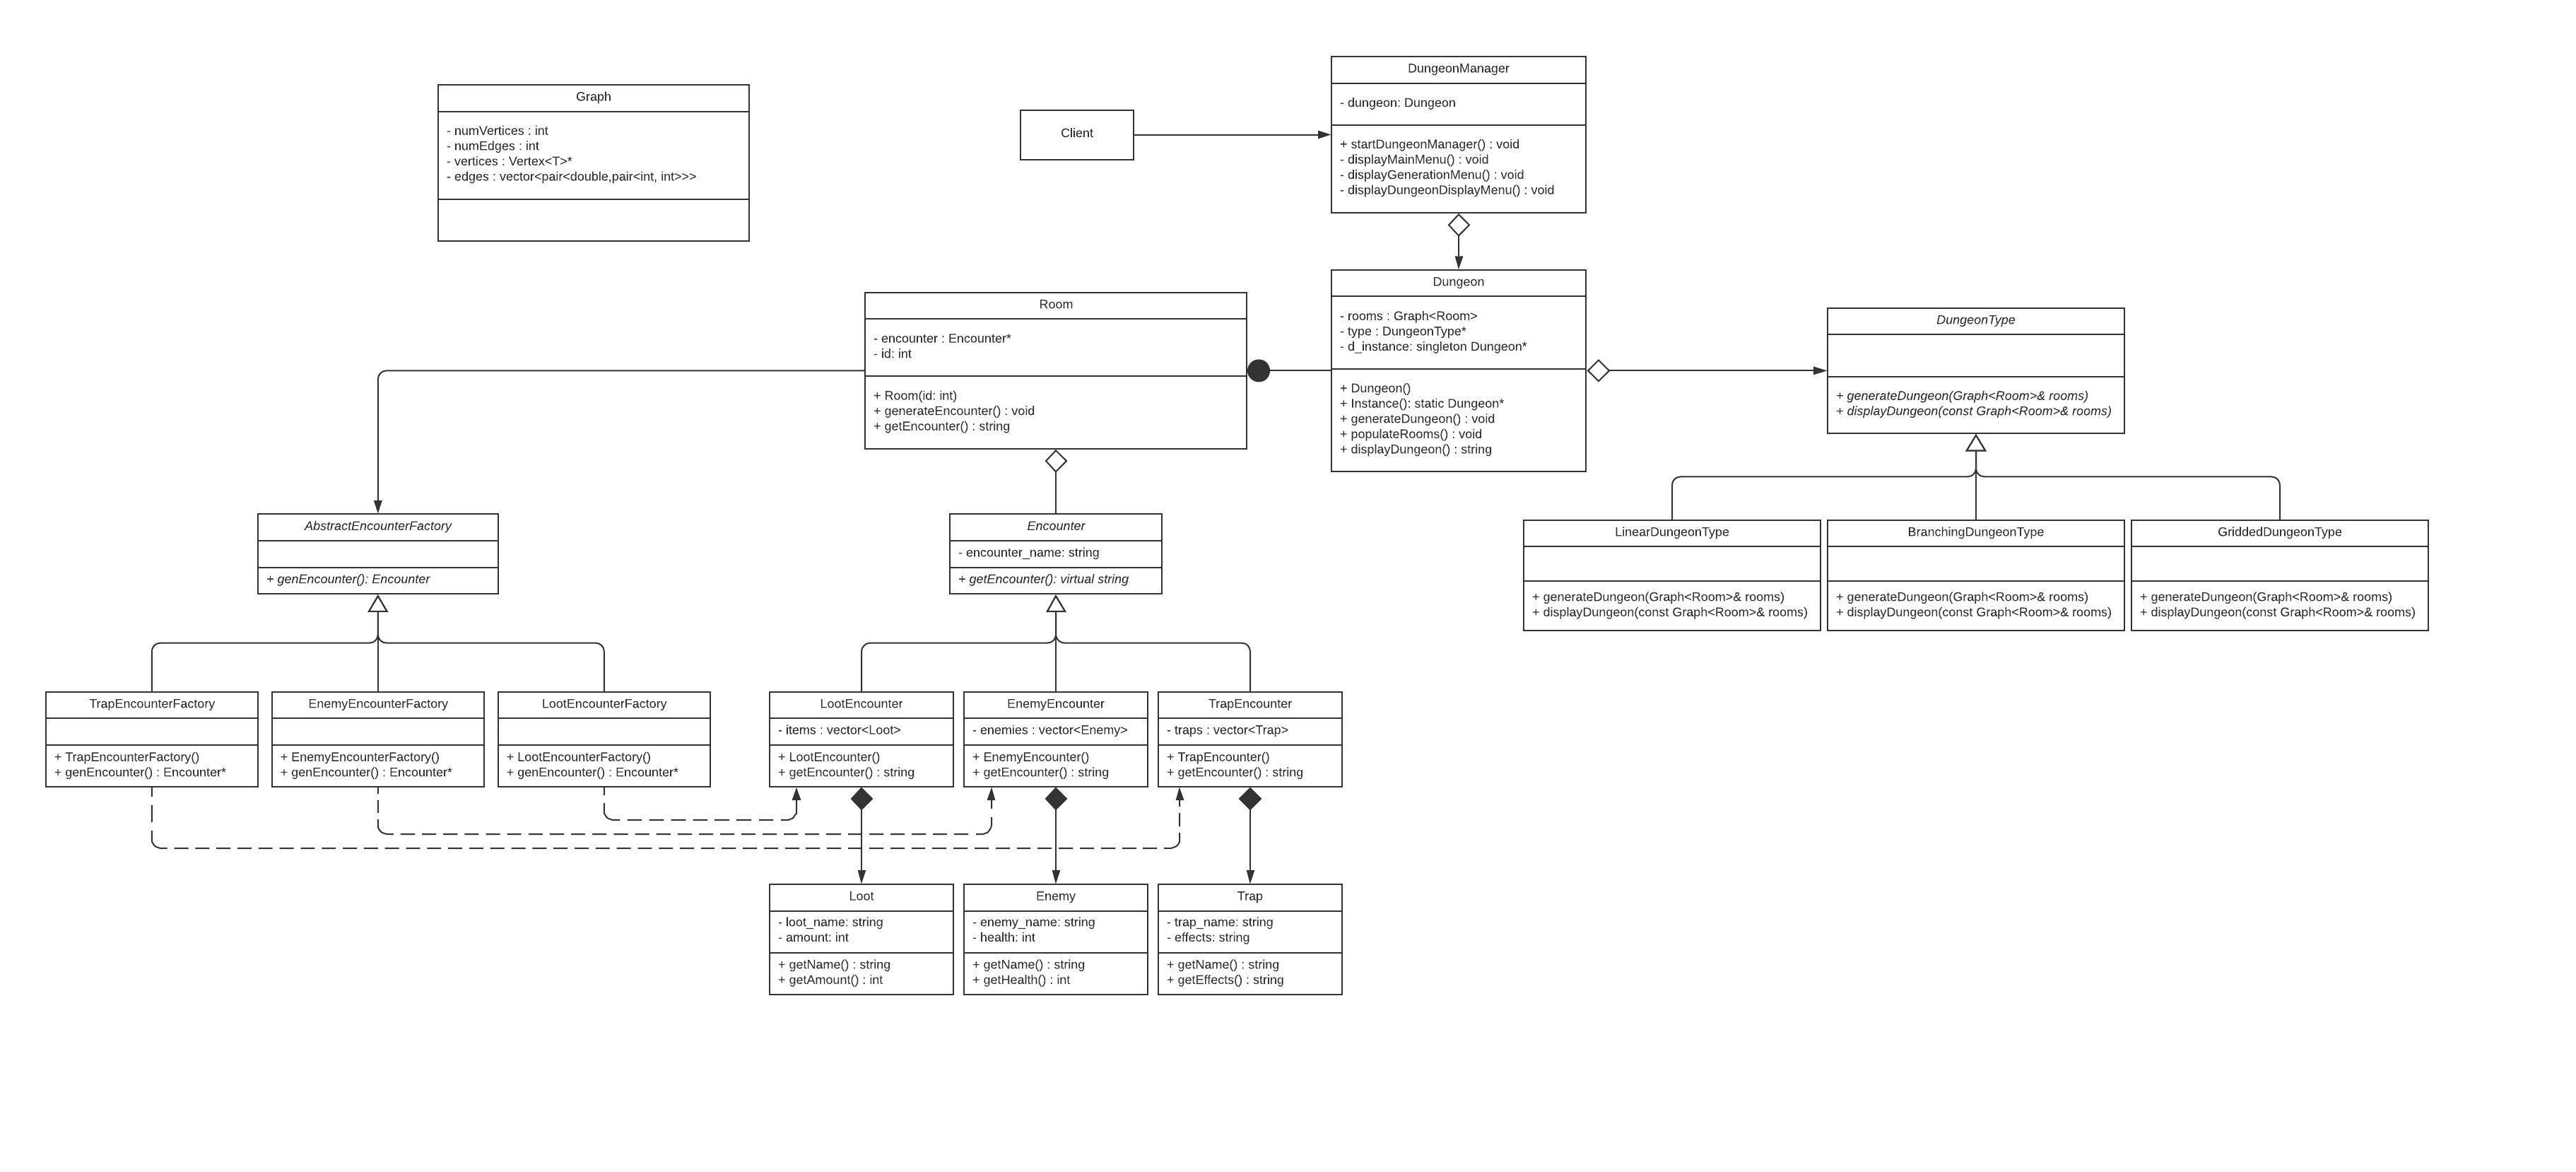 Graph
- numVertices : int
- numEdges : int
- vertices : Vertex<T>*
- edges : vector<pair<double,pair<int, int>>>
Client
DungeonManager
- dungeon: Dungeon
+ startDungeonManager() : void
- displayMainMenu() : void
- displayGenerationMenu() : void
- displayDungeonDisplayMenu() : void
Room
- encounter : Encounter*
- id: int
+ Room(id: int)
+ generateEncounter() : void
+ getEncounter() : string
Dungeon
- rooms : Graph<Room>
- type : DungeonType*
- d_instance: singleton Dungeon*
+ Dungeon()
+ Instance(): static Dungeon*
+ generateDungeon() : void
+ populateRooms() : void
+ displayDungeon() : string
DungeonType
+ generateDungeon(Graph<Room>& rooms)
+ displayDungeon(const Graph<Room>& rooms)
AbstractEncounterFactory
+ genEncounter(): Encounter
Encounter
- encounter_name: string
+ getEncounter(): virtual string
LinearDungeonType
+ generateDungeon(Graph<Room>& rooms)
+ displayDungeon(const Graph<Room>& rooms)
BranchingDungeonType
+ generateDungeon(Graph<Room>& rooms)
+ displayDungeon(const Graph<Room>& rooms)
GriddedDungeonType
+ generateDungeon(Graph<Room>& rooms)
+ displayDungeon(const Graph<Room>& rooms)
TrapEncounterFactory
+ TrapEncounterFactory()
+ genEncounter() : Encounter*
EnemyEncounterFactory
+ EnemyEncounterFactory()
+ genEncounter() : Encounter*
LootEncounterFactory
+ LootEncounterFactory()
+ genEncounter() : Encounter*
LootEncounter
- items : vector<Loot>
+ LootEncounter()
+ getEncounter() : string
EnemyEncounter
- enemies : vector<Enemy>
+ EnemyEncounter()
+ getEncounter() : string
TrapEncounter
- traps : vector<Trap>
+ TrapEncounter()
+ getEncounter() : string
Loot
- loot_name: string
- amount: int
+ getName() : string
+ getAmount() : int
Enemy
- enemy_name: string
- health: int
+ getName() : string
+ getHealth() : int
Trap
- trap_name: string
- effects: string
+ getName() : string
+ getEffects() : string